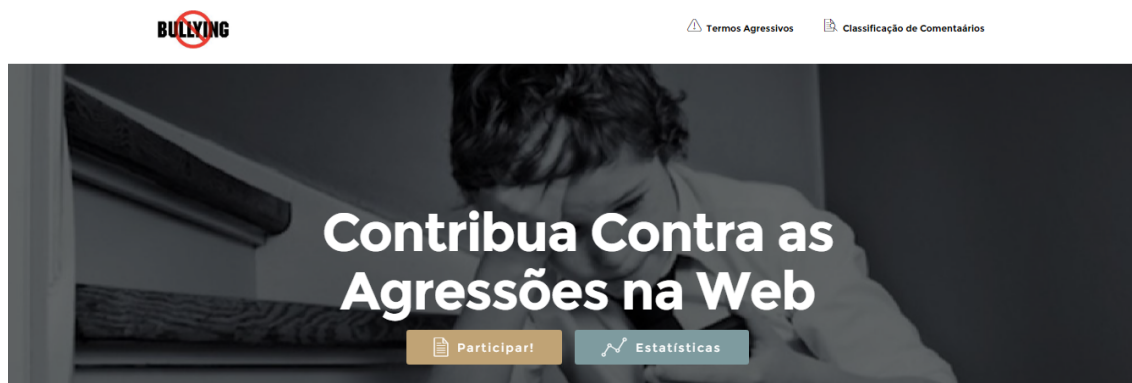 BULLYING
Termos Agressivos
Classificação de Comentaários
Contribua Contra as
Agressões na Web
Participar!
Estatísticas